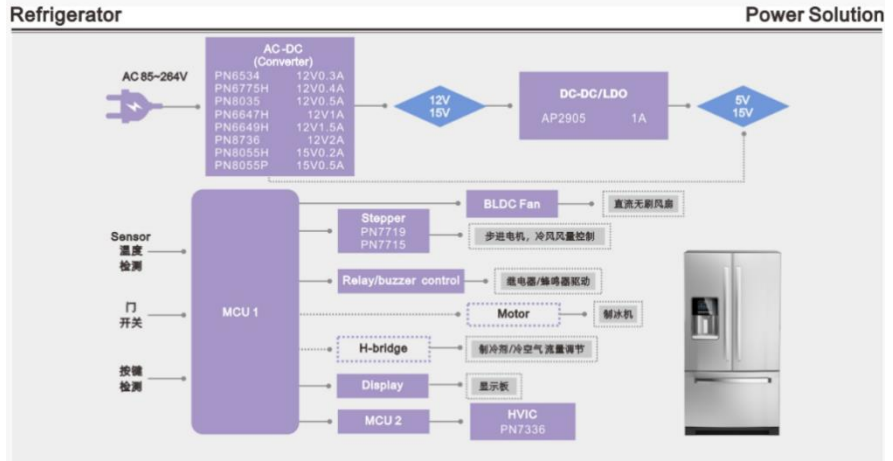 Refrigerator
Power Solution
AC 85~264V
AC-DC
(Converter)
PN6534 12V0.3A
PN6775H 12V0.4A
PN8035 12V0.5A
PN6647H 12V1A
PN6649H 12V1.5A
PN8736 12V2A
PN8055H 15V0.2A
PN8055P 15V0.5A
12V
15V
DC-DC/LDO
AP2905 1A
5V
15V
Sensor
温度
检测
门
开关
按键
检测
MCU 1
BLDC Fan
直流无刷风扇
Stepper
PN7719
PN7715
步进电机，冷风风量控制
Relay/buzzer control
继电器/蜂鸣器驱动
Motor
制冰机
H-bridge
制冷剂/冷空气流量调节
Display
显示板
MCU 2
HVIC
PN7336